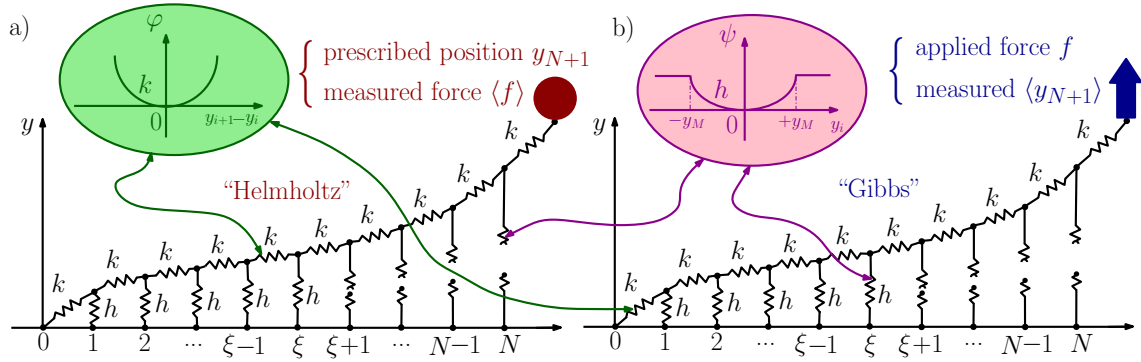 a)
φ
k
0
y_{i+1}−y_i
prescribed position y_{N+1}
measured force ⟨f⟩
y
"Helmholtz"
k k k k k k k k k k
h h h h h
0 1 2 ... ξ−1 ξ ξ+1 ... N−1 N
b)
ψ
h
0
−y_M
+y_M
y_i
applied force f
measured ⟨y_{N+1}⟩
y
"Gibbs"
k k k k k k k k k k
h h h h h
0 1 2 ... ξ−1 ξ ξ+1 ... N−1 N